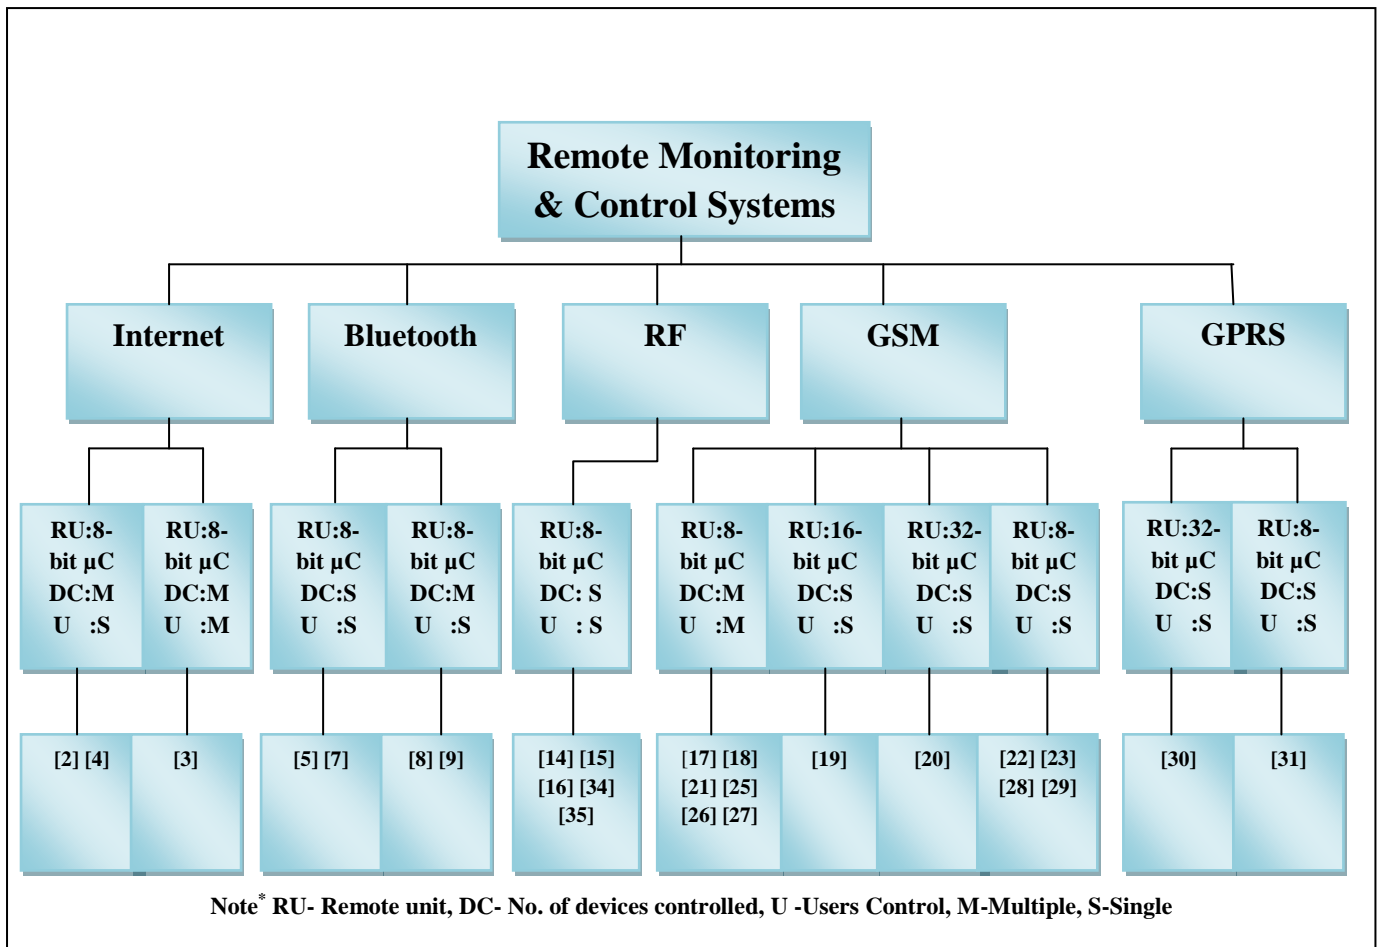 Remote Monitoring
& Control Systems
Internet
Bluetooth
RF
GSM
GPRS
RU:8-
bit µC
DC:M
U :S
RU:8-
bit µC
DC:M
U :M
RU:8-
bit µC
DC:S
U :S
RU:8-
bit µC
DC:M
U :S
RU:8-
bit µC
DC: S
U : S
RU:8-
bit µC
DC:M
U :M
RU:16-
bit µC
DC:S
U :S
RU:32-
bit µC
DC:S
U :S
RU:8-
bit µC
DC:S
U :S
RU:32-
bit µC
DC:S
U :S
RU:8-
bit µC
DC:S
U :S
[2] [4]
[3]
[5] [7]
[8] [9]
[14] [15]
[16] [34]
[35]
[17] [18]
[21] [25]
[26] [27]
[19]
[20]
[22] [23]
[28] [29]
[30]
[31]
Note* RU- Remote unit, DC- No. of devices controlled, U -Users Control, M-Multiple, S-Single